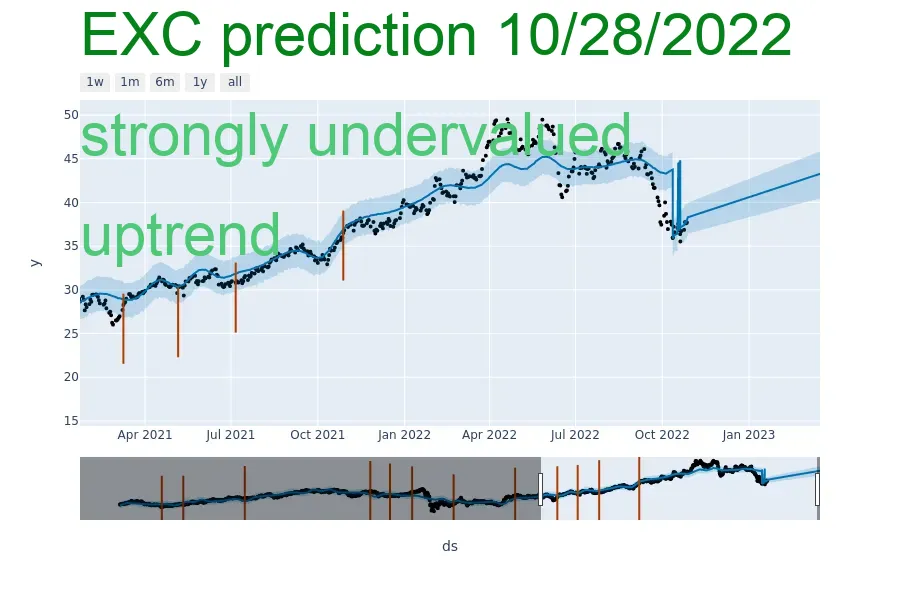 EXC prediction 10/28/2022
1w 1m 6m 1y all
strongly undervalued
uptrend
50
45
40
35
30
25
20
15
y
Apr 2021 Jul 2021 Oct 2021 Jan 2022 Apr 2022 Jul 2022 Oct 2022 Jan 2023
ds